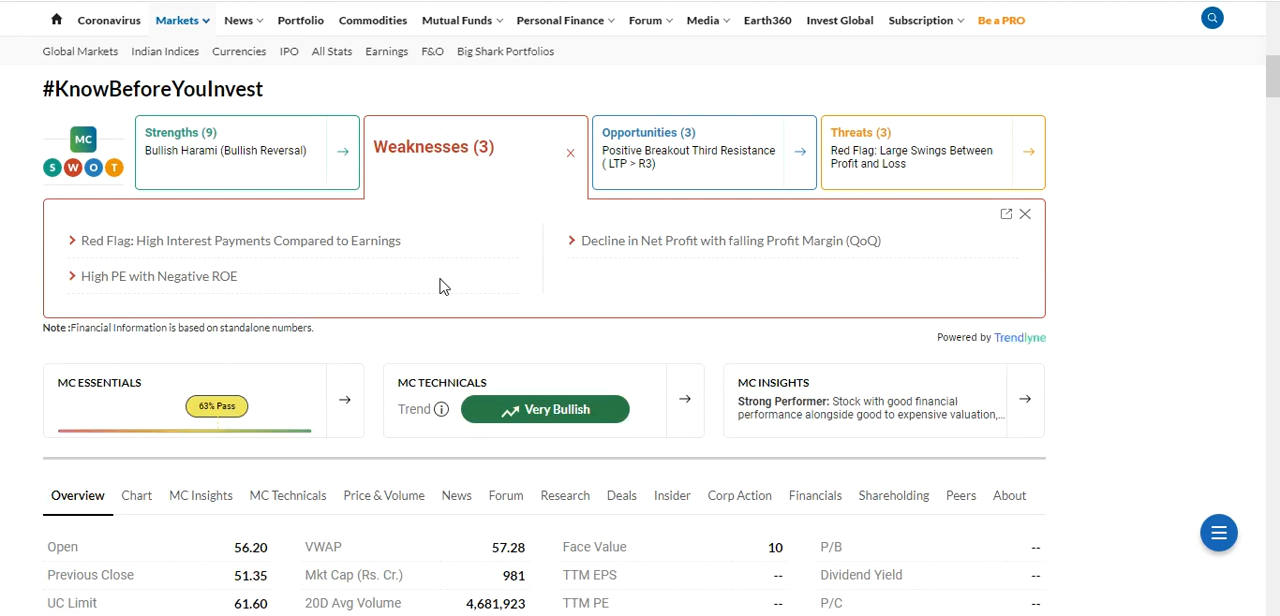 Coronavirus Markets News Portfolio Commodities Mutual Funds Personal Finance Forum Media Earth360 Invest Global Subscription Be a PRO
Global Markets Indian Indices Currencies IPO All Stats Earnings F&O Big Shark Portfolios
#KnowBeforeYouInvest
MC
S W O T
Strengths (9)
Bullish Harami (Bullish Reversal)
Weaknesses (3)
Opportunities (3)
Positive Breakout Third Resistance
( LTP > R3)
Threats (3)
Red Flag: Large Swings Between
Profit and Loss
Red Flag: High Interest Payments Compared to Earnings
Decline in Net Profit with falling Profit Margin (QoQ)
High PE with Negative ROE
Note :Financial Information is based on standalone numbers.
Powered by Trendlyne
MC ESSENTIALS
63% Pass
MC TECHNICALS
Trend
Very Bullish
MC INSIGHTS
Strong Performer: Stock with good financial
performance alongside good to expensive valuation,...
Overview Chart MC Insights MC Technicals Price & Volume News Forum Research Deals Insider Corp Action Financials Shareholding Peers About
Open 56.20 VWAP 57.28 Face Value 10 P/B --
Previous Close 51.35 Mkt Cap (Rs. Cr.) 981 TTM EPS -- Dividend Yield --
UC Limit 61.60 20D Avg Volume 4,681,923 TTM PE -- P/C --